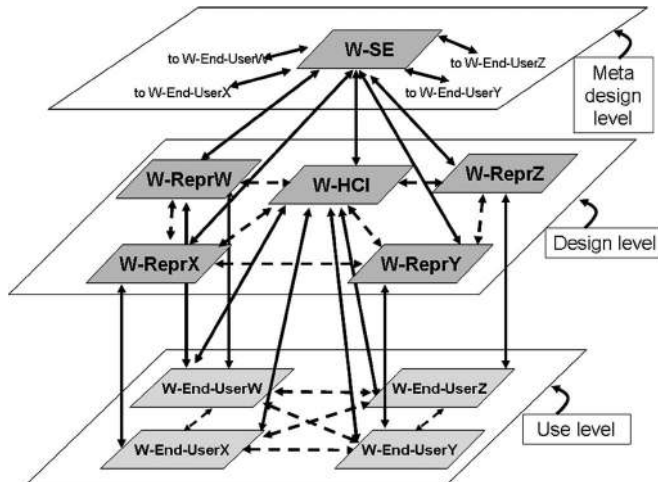 W-SE
to W-End-UserW
to W-End-UserZ
to W-End-UserX
to W-End-UserY
Meta
design
level
W-ReprW
W-HCI
W-ReprZ
W-ReprX
W-ReprY
Design level
W-End-UserW
W-End-UserZ
W-End-UserX
W-End-UserY
Use level